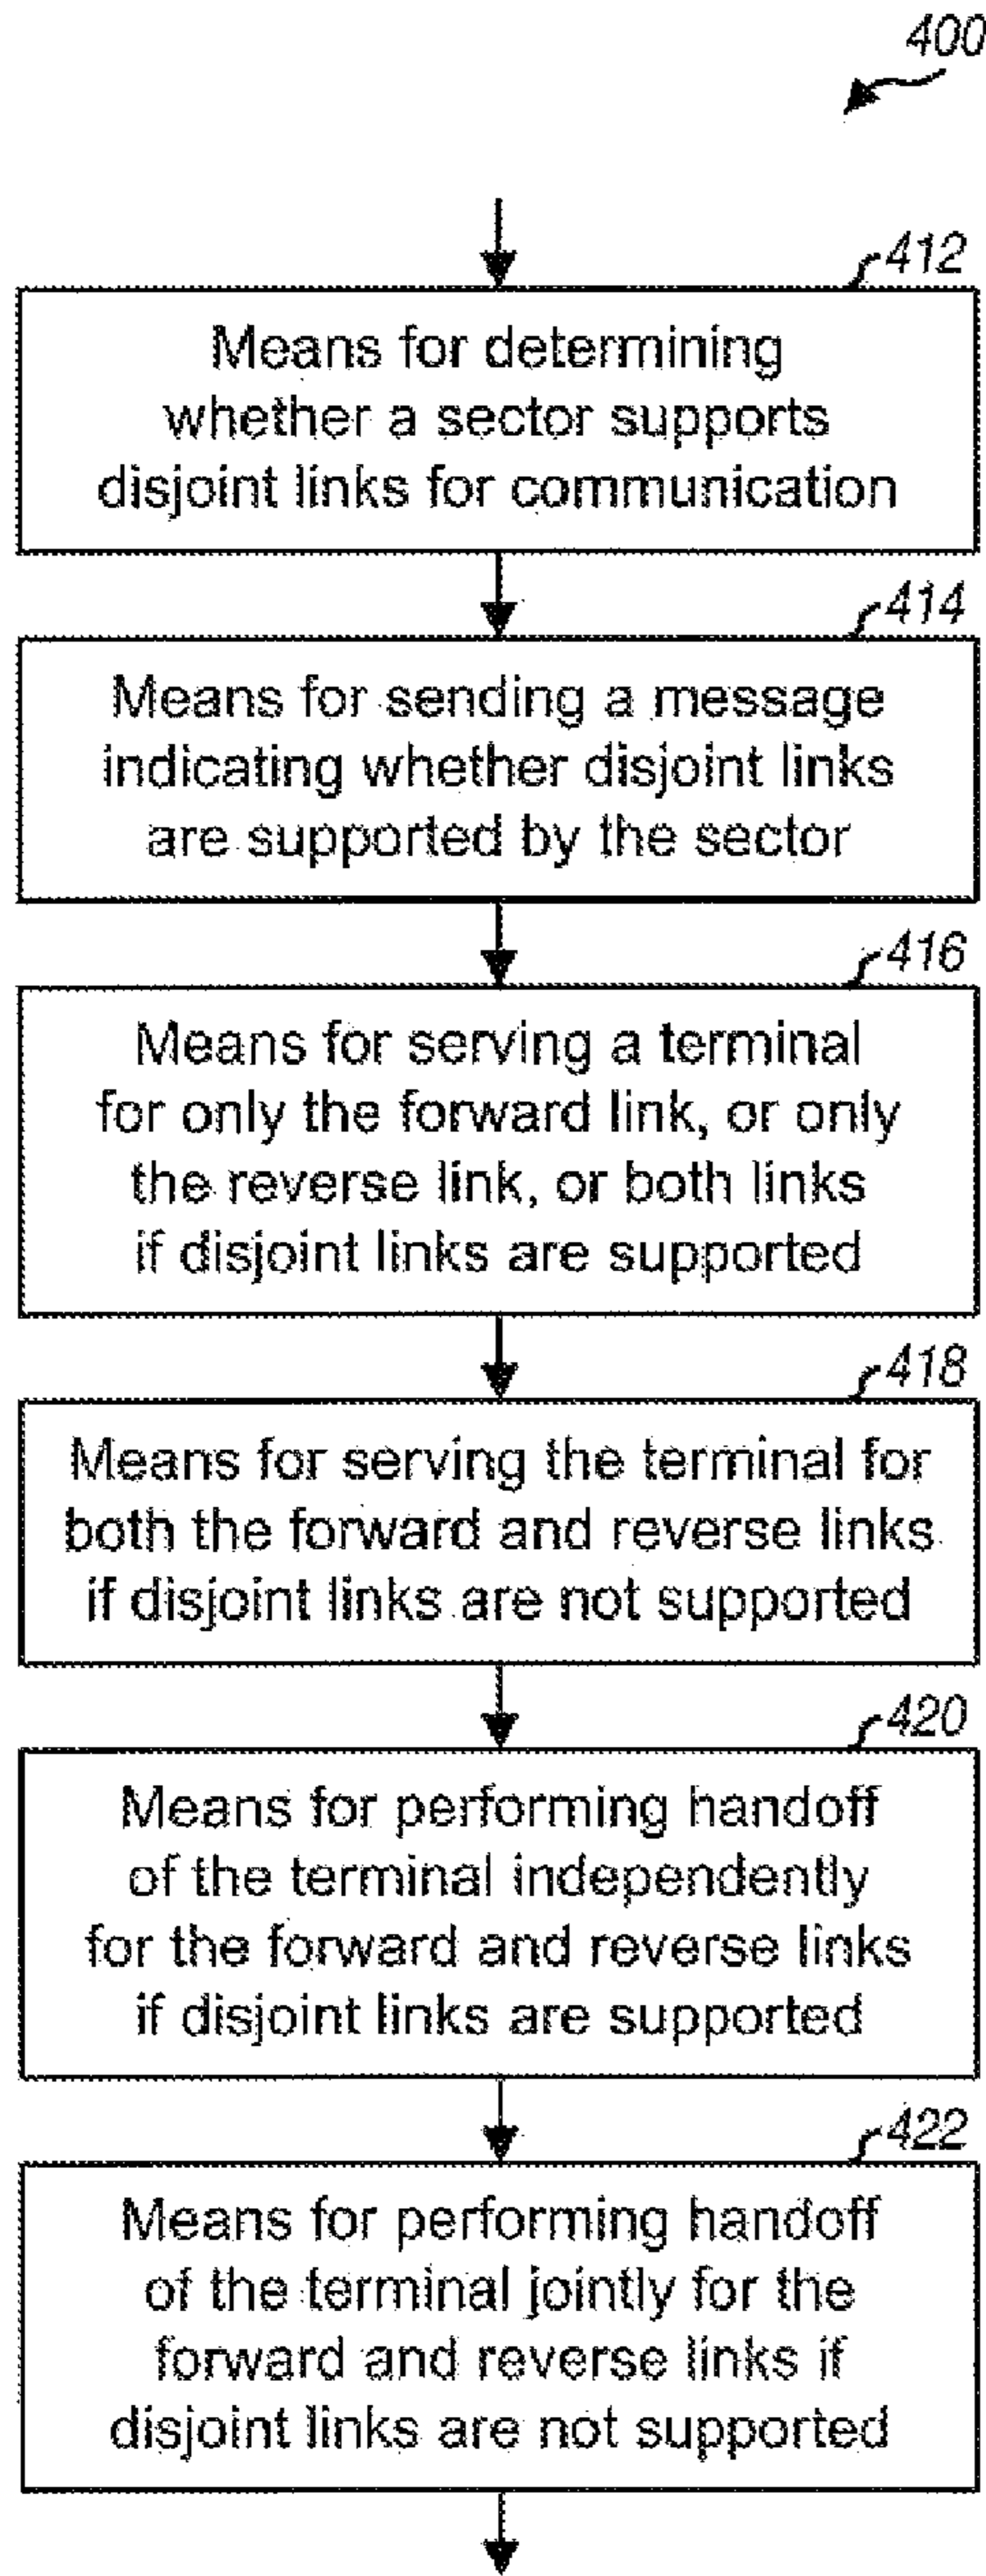 400
412
Means for determining
whether a sector supports
disjoint links for communication
414
Means for sending a message
indicating whether disjoint links
are supported by the sector
416
Means for serving a terminal
for only the forward link, or only
the reverse link, or both links
if disjoint links are supported
418
Means for serving the terminal for
both the forward and reverse links
if disjoint links are not supported
420
Means for performing handoff
of the terminal independently
for the forward and reverse links
if disjoint links are supported
422
Means for performing handoff
of the terminal jointly for the
forward and reverse links if
disjoint links are not supported